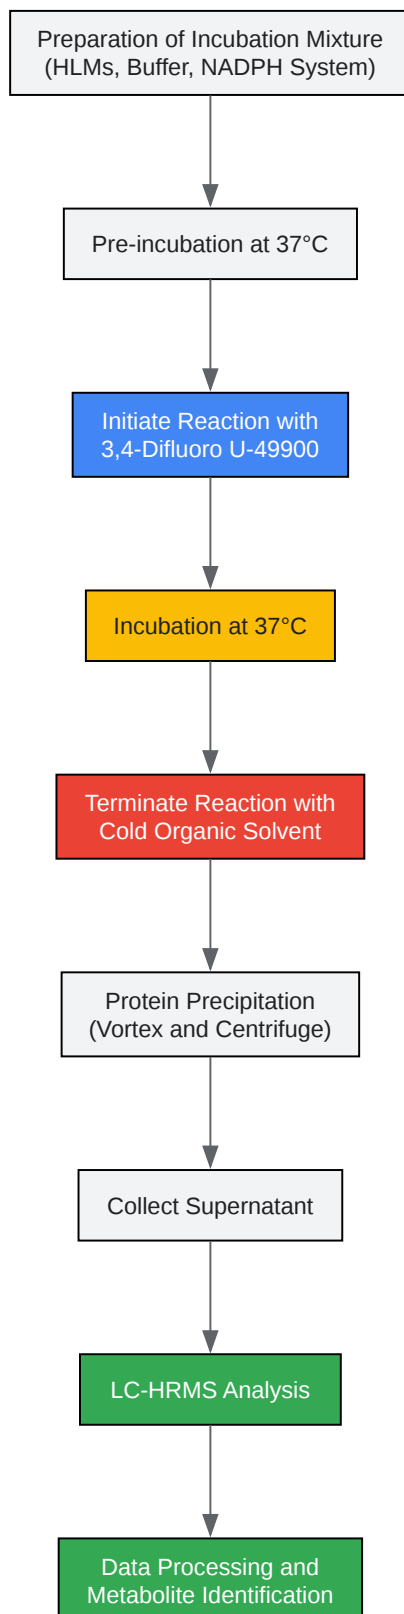 Preparation of Incubation Mixture
(HLMs, Buffer, NADPH System)
Pre-incubation at 37°C
Initiate Reaction with
3,4-Difluoro U-49900
Incubation at 37°C
Terminate Reaction with
Cold Organic Solvent
Protein Precipitation
(Vortex and Centrifuge)
Collect Supernatant
LC-HRMS Analysis
Data Processing and
Metabolite Identification